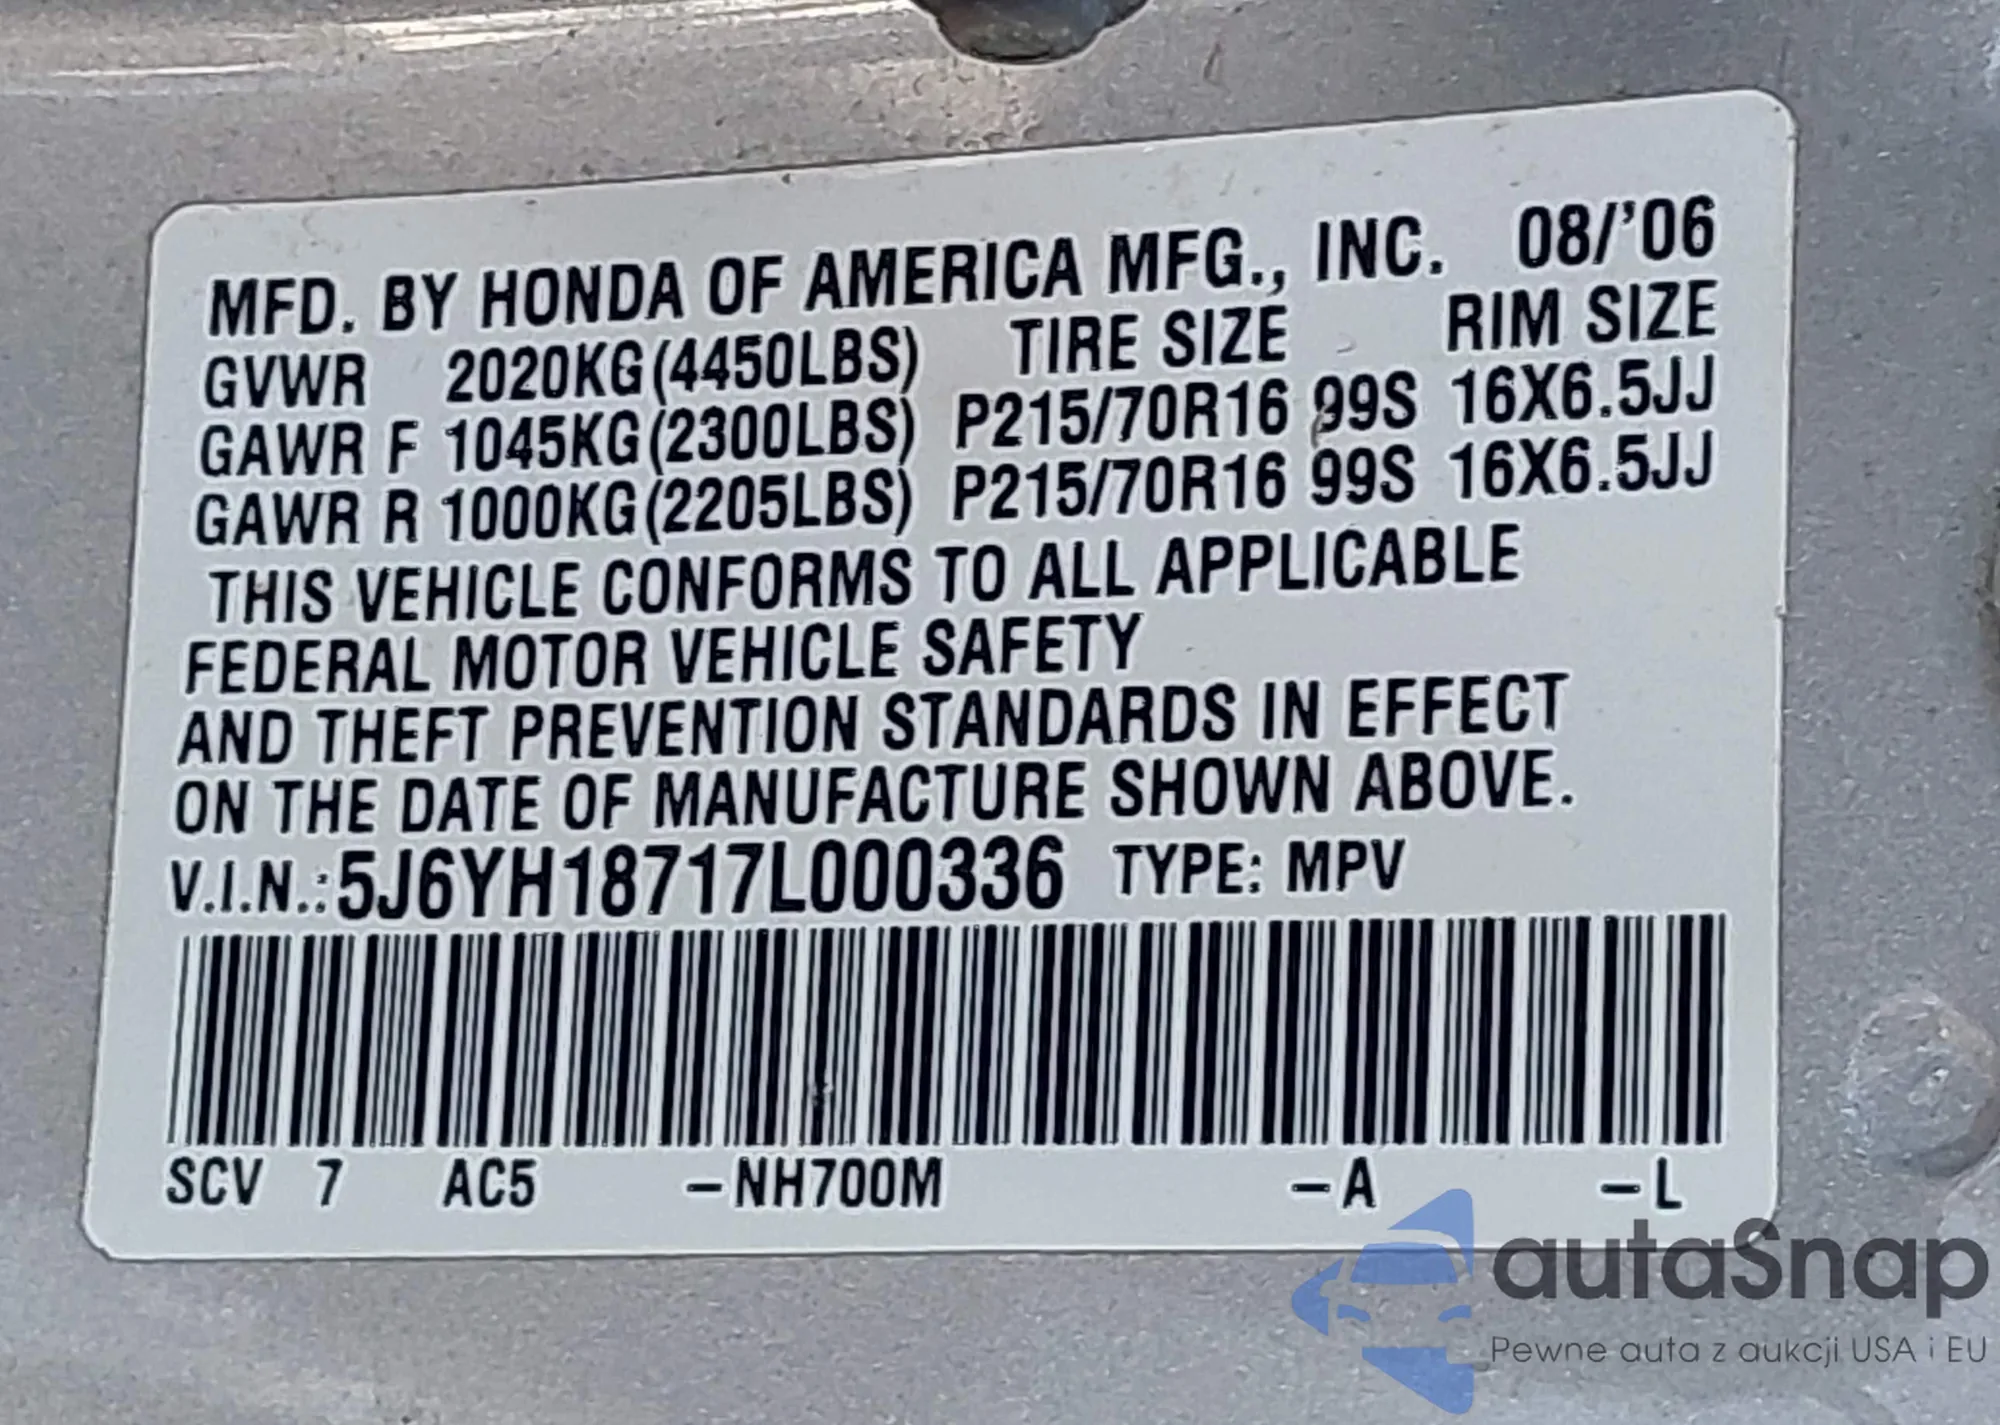 MFD. BY HONDA OF AMERICA MFG., INC. 08/'06
GVWR 2020KG(4450LBS) TIRE SIZE RIM SIZE
GAWR F 1045KG(2300LBS) P215/70R16 99S 16X6.5JJ
GAWR R 1000KG(2205LBS) P215/70R16 99S 16X6.5JJ
THIS VEHICLE CONFORMS TO ALL APPLICABLE
FEDERAL MOTOR VEHICLE SAFETY
AND THEFT PREVENTION STANDARDS IN EFFECT
ON THE DATE OF MANUFACTURE SHOWN ABOVE.
V.I.N.:5J6YH18717L000336 TYPE: MPV
SCV 7 AC5 –NH700M –A –L
autaSnap
Pewne auta z aukcji USA i EU